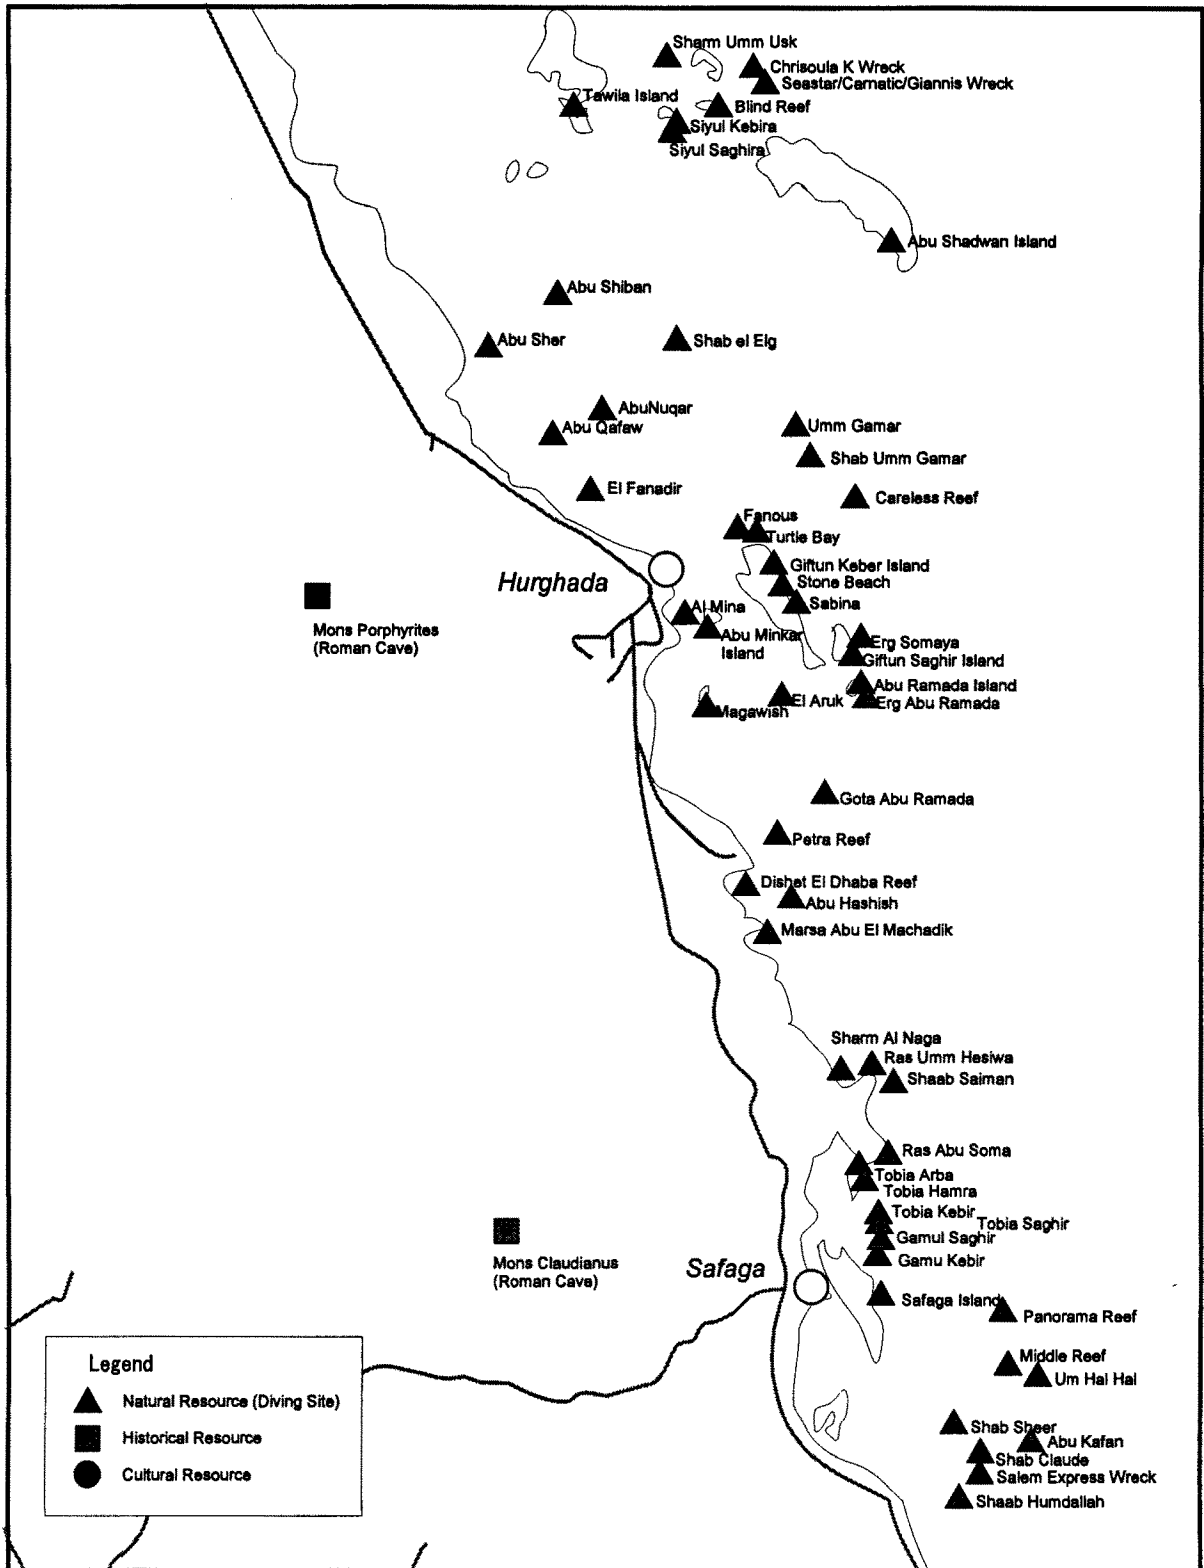 Sharm Umm Usk
Chrisoula K Wreck
Seastar/Carnatic/Giannis Wreck
Tawila Island
Blind Reef
Siyul Kebira
Siyul Saghira
Abu Shadwan Island
Abu Shiban
Abu Sher
Shab el Elg
AbuNuqar
Abu Qafaw
Umm Gamar
Shab Umm Gamar
El Fanadir
Careless Reef
Fanous
Turtle Bay
Giftun Keber Island
Hurghada
Stone Beach
Sabina
Al Mina
Mons Porphyrites
(Roman Cave)
Abu Minkar
Island
Erg Somaya
Giftun Saghir Island
Abu Ramada Island
El Aruk
Erg Abu Ramada
Magawish
Gota Abu Ramada
Petra Reef
Dishet El Dhaba Reef
Abu Hashish
Marsa Abu El Machadik
Sharm Al Naga
Ras Umm Hesiwa
Shaab Saiman
Ras Abu Soma
Tobia Arba
Tobia Hamra
Tobia Kebir
Tobia Saghir
Gamul Saghir
Gamu Kebir
Mons Claudianus
(Roman Cave)
Safaga
Safaga Island
Panorama Reef
Middle Reef
Um Hal Hal
Shab Sheer
Abu Kafan
Shab Claude
Salem Express Wreck
Shaab Humdallah
Legend
Natural Resource (Diving Site)
Historical Resource
Cultural Resource